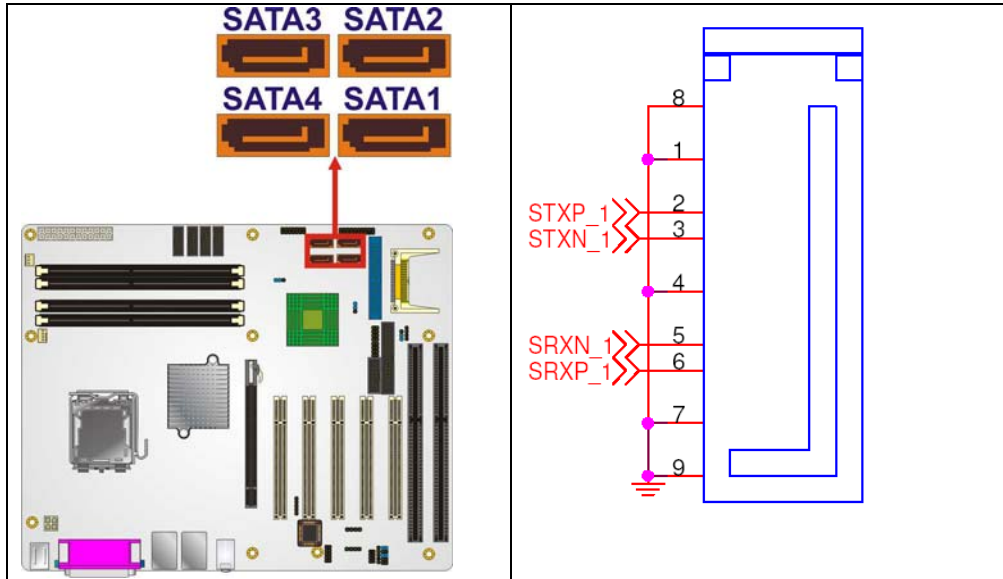 SATA3 SATA2
SATA4 SATA1
8
1
STXP_1 2
STXN_1 3
4
SRXN_1 5
SRXP_1 6
7
9